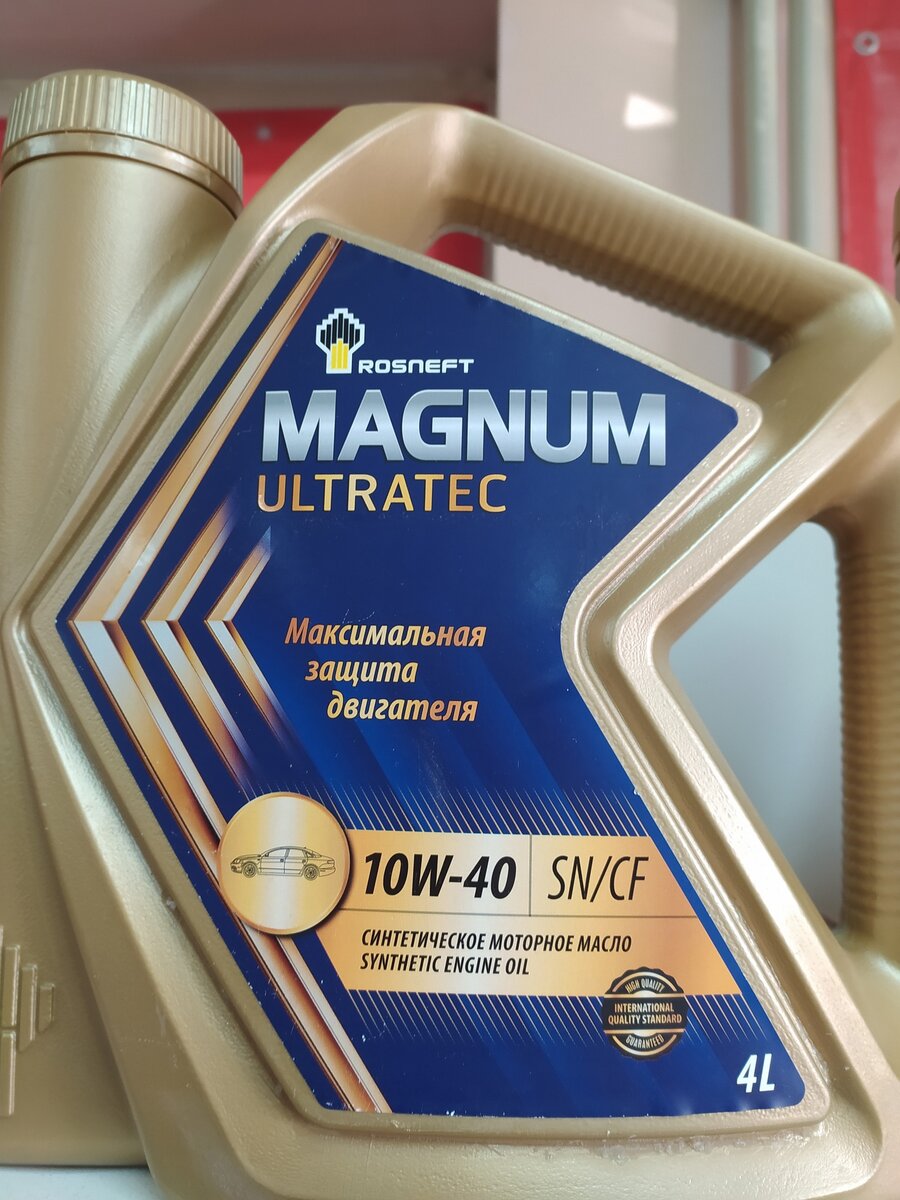 ROSNEFT
MAGNUM
ULTRATEC
Максимальная
защита
двигателя
10W-40
SN/CF
СИНТЕТИЧЕСКОЕ МОТОРНОЕ МАСЛО
SYNTHETIC ENGINE OIL
HIGH QUALITY
INTERNATIONAL
QUALITY STANDARD
GUARANTEED
4L